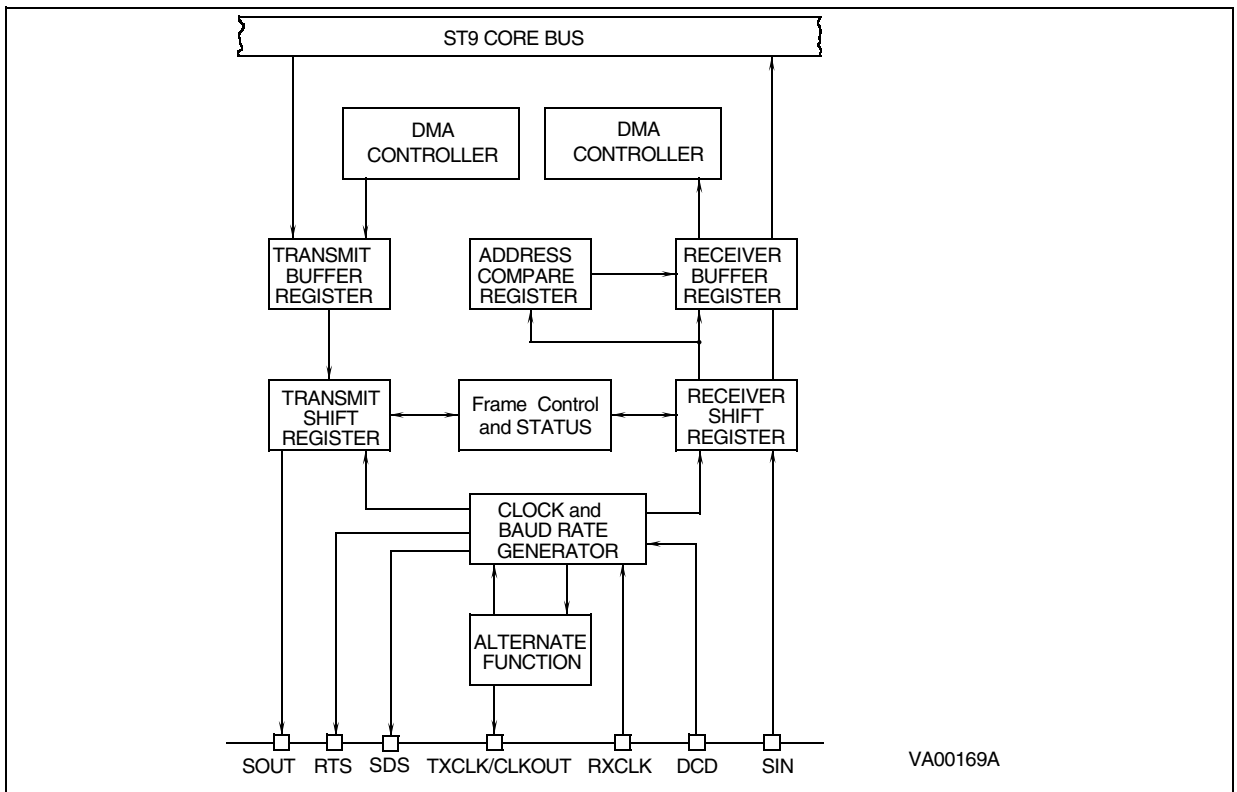 ST9 CORE BUS
DMA
CONTROLLER
DMA
CONTROLLER
TRANSMIT
BUFFER
REGISTER
ADDRESS
COMPARE
REGISTER
RECEIVER
BUFFER
REGISTER
TRANSMIT
SHIFT
REGISTER
Frame Control
and STATUS
RECEIVER
SHIFT
REGISTER
CLOCK and
BAUD RATE
GENERATOR
ALTERNATE
FUNCTION
SOUT RTS SDS TXCLK/CLKOUT RXCLK DCD SIN
VA00169A